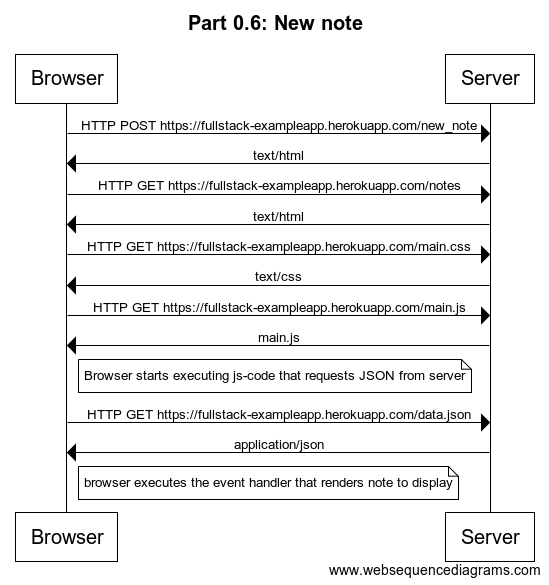 Part 0.6: New note
Browser
Server
HTTP POST https://fullstack-exampleapp.herokuapp.com/new_note
text/html
HTTP GET https://fullstack-exampleapp.herokuapp.com/notes
text/html
HTTP GET https://fullstack-exampleapp.herokuapp.com/main.css
text/css
HTTP GET https://fullstack-exampleapp.herokuapp.com/main.js
main.js
Browser starts executing js-code that requests JSON from server
HTTP GET https://fullstack-exampleapp.herokuapp.com/data.json
application/json
browser executes the event handler that renders note to display
Browser
Server
www.websequencediagrams.com